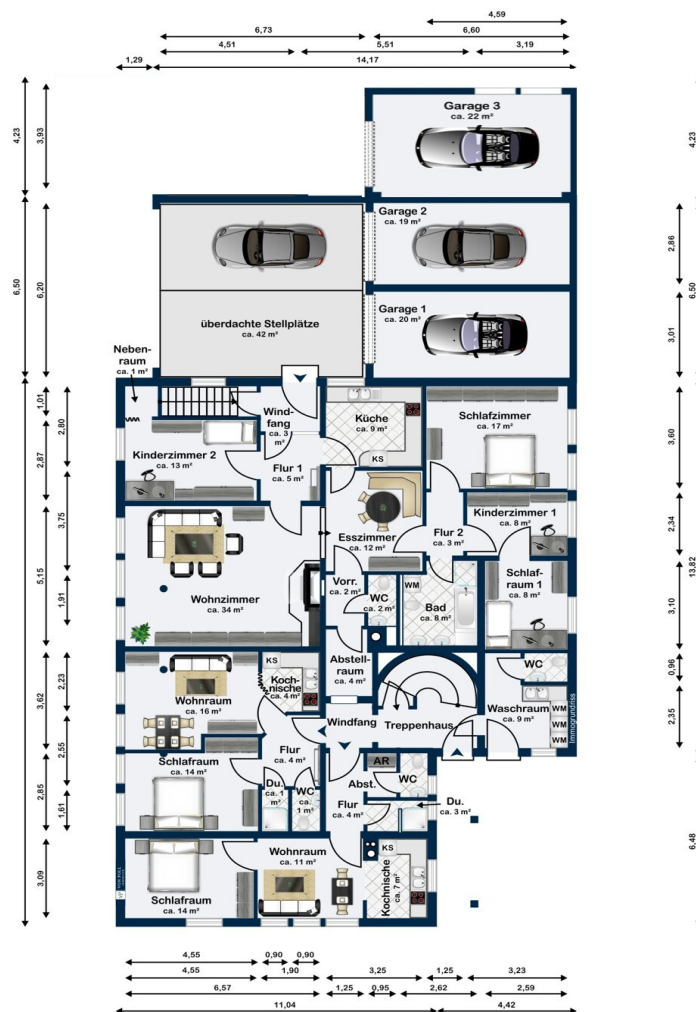 4,59
6,73
6,60
4,51
5,51
3,19
1,29
14,17
4,23
3,93
4,23
Garage 3
ca. 22 m²
6,50
6,20
2,86
6,50
3,01
Garage 2
ca. 19 m²
Garage 1
ca. 20 m²
überdachte Stellplätze
ca. 42 m²
Neben-
raum
ca. 1 m²
1,01
2,80
2,87
3,75
5,15
1,91
3,60
2,34
13,82
3,10
0,96
2,35
Wind-
fang
ca. 3
m²
Küche
ca. 9 m²
KS
Schlafzimmer
ca. 17 m²
Kinderzimmer 2
ca. 13 m²
Flur 1
ca. 5 m²
Esszimmer
ca. 12 m²
Flur 2
ca. 3 m²
Kinderzimmer 1
ca. 8 m²
Wohnzimmer
ca. 34 m²
Vorr.
ca. 2 m²
WC
ca. 2 m²
WM
Bad
ca. 8 m²
Schlaf-
raum 1
ca. 8 m²
Abstell-
raum
ca. 4 m²
WC
KS
Koch-
nische
ca. 4 m²
Wohnraum
ca. 16 m²
Windfang
Treppenhaus
Waschraum
ca. 9 m²
WM
WM
WM
Immogrundriss
3,62
2,23
2,55
2,85
1,61
3,09
6,48
Schlafraum
ca. 14 m²
Flur
ca. 4 m²
Du.
ca. 1
m²
WC
ca.
1 m²
AR
Abst.
WC
Flur
ca. 4 m²
Du.
ca. 3 m²
Wohnraum
ca. 11 m²
Schlafraum
ca. 14 m²
KS
Kochnische
ca. 7 m²
4,55
0,90
0,90
4,55
1,90
3,25
1,25
3,23
6,57
1,25
0,95
2,62
2,59
11,04
4,42